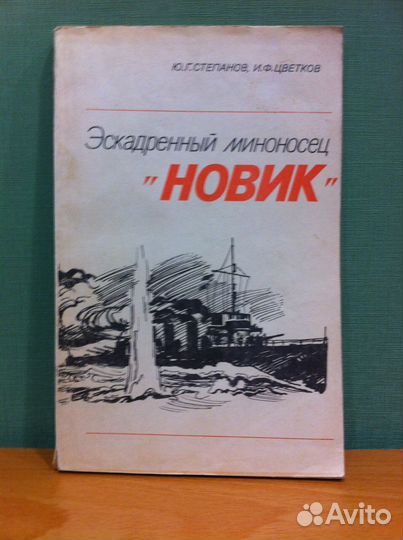 Ю.Г.СТЕПАНОВ, И.Ф.ЦВЕТКОВ
Эскадренный миноносец
"НОВИК"
Avito